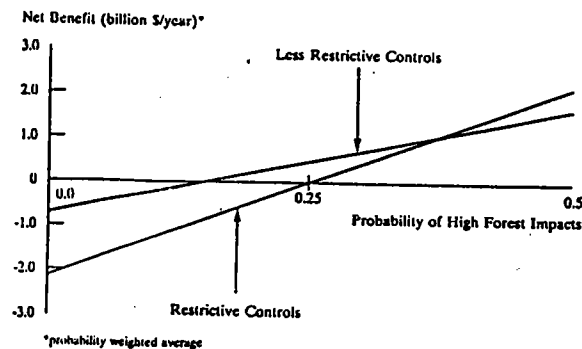 Net Benefit (billion $/year)*
3.0
Less Restrictive Controls
2.0
1.0
0
0.0
0.25
0.5
Probability of High Forest Impacts
-1.0
-2.0
Restrictive Controls
-3.0
*probability weighted average